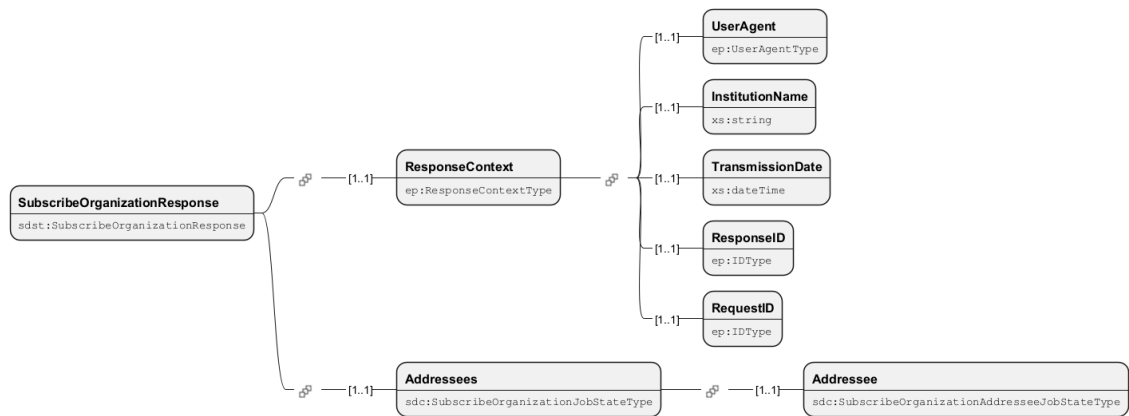 SubscribeOrganizationResponse
sdst:SubscribeOrganizationResponse
[1..1]
ResponseContext
ep:ResponseContextType
[1..1]
UserAgent
ep:UserAgentType
[1..1]
InstitutionName
xs:string
[1..1]
TransmissionDate
xs:dateTime
[1..1]
ResponseID
ep:IDType
[1..1]
RequestID
ep:IDType
[1..1]
Addressees
sdc:SubscribeOrganizationJobStateType
[1..1]
Addressee
sdc:SubscribeOrganizationAddresseeJobStateType